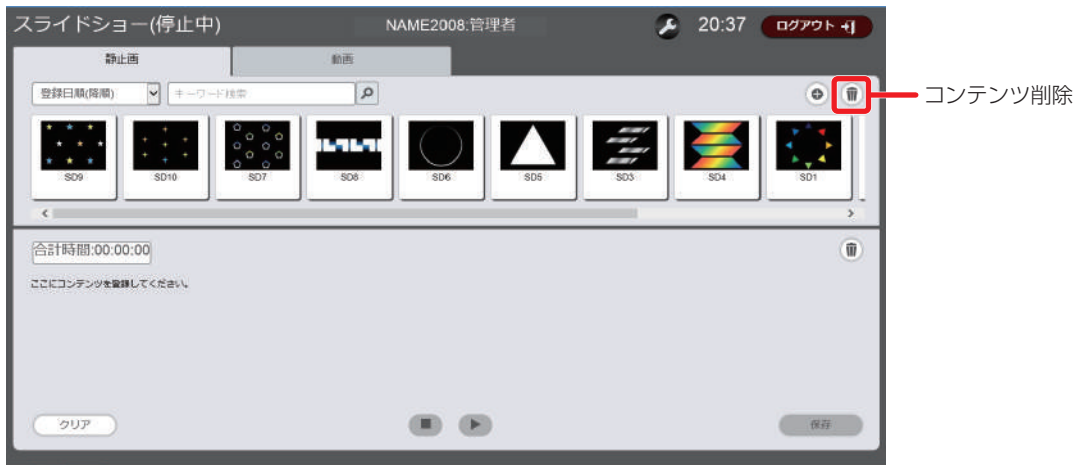 スライドショー(停止中) NAME2008:管理者 20:37 ログアウト
静止画 動画
登録日順(降順) キーワード検索
コンテンツ削除
SD9 SD10 SD7 SD8 SD6 SD5 SD3 SD4 SD1
合計時間:00:00:00
ここにコンテンツを登録してください。
クリア 保存